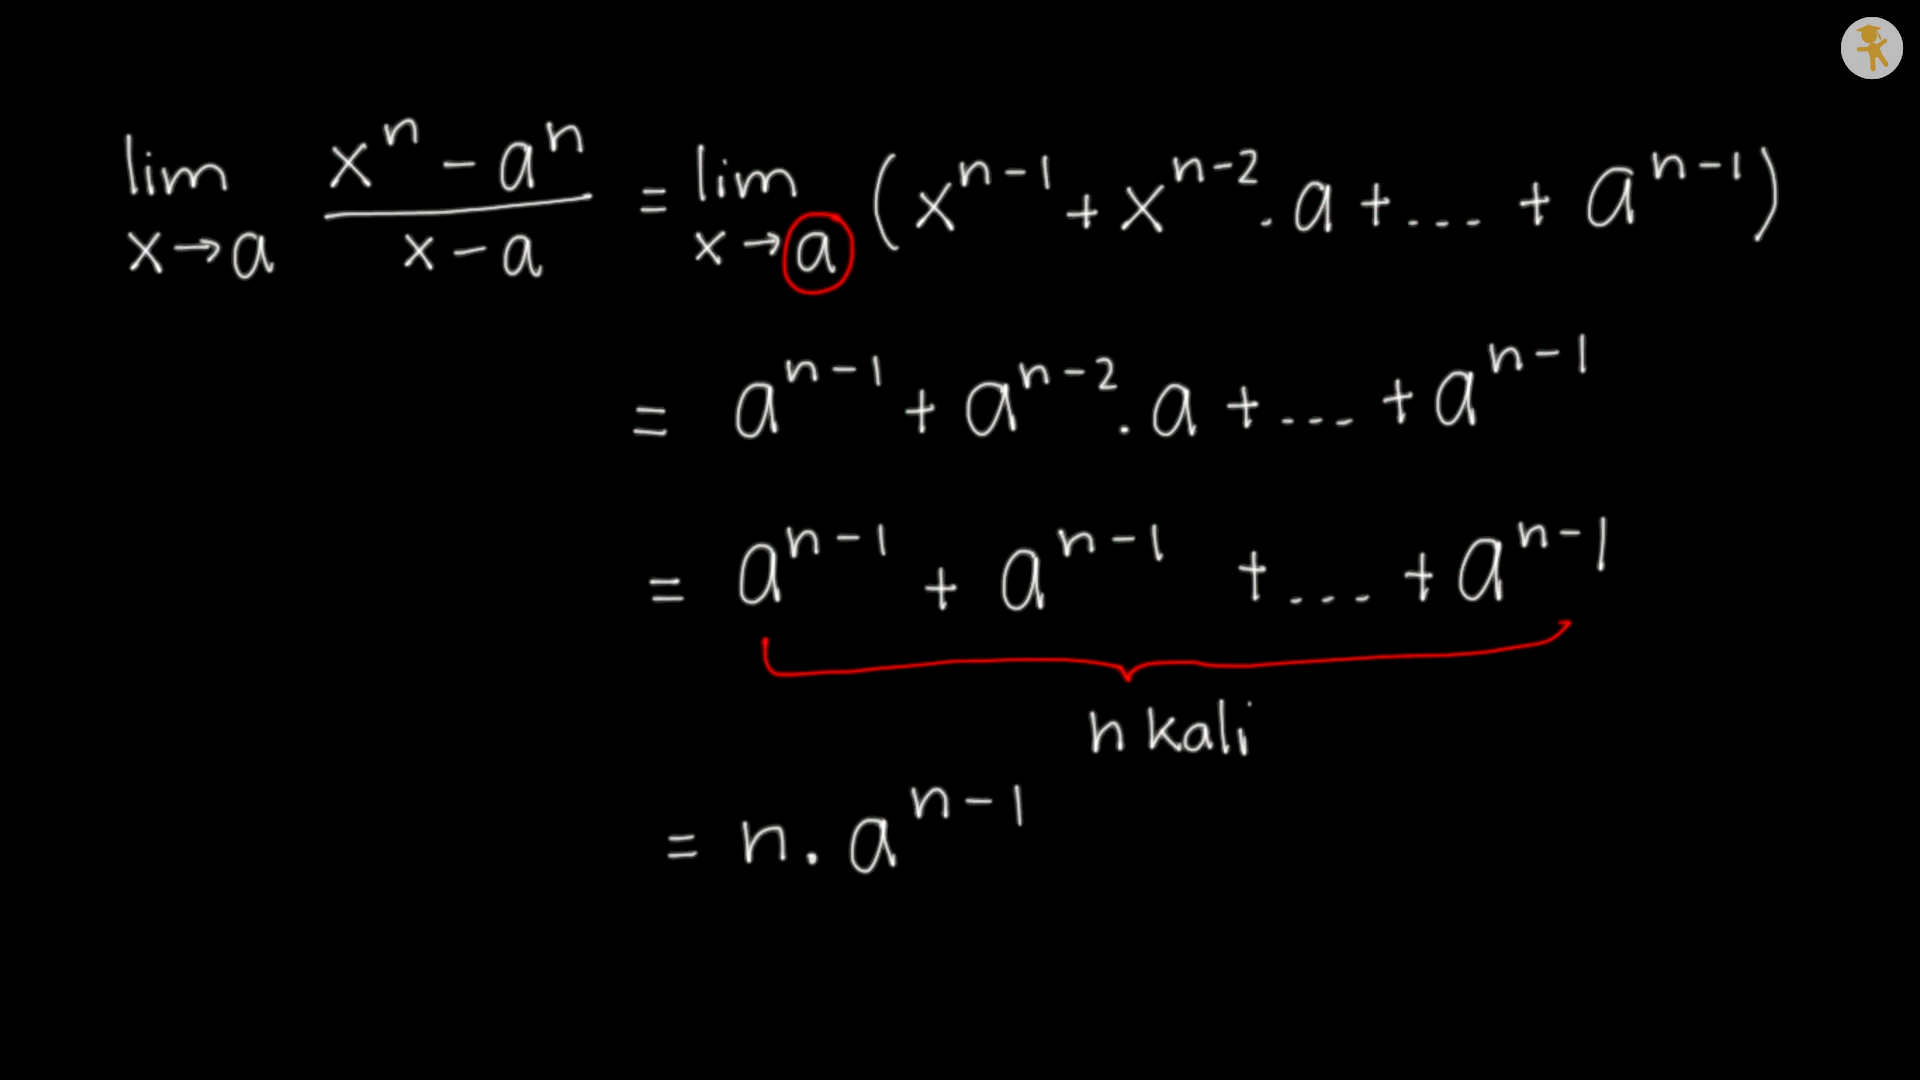 lim x→a (xⁿ - aⁿ)/(x - a) = lim x→a (xⁿ⁻¹ + xⁿ⁻² . a + ... + aⁿ⁻¹)
= aⁿ⁻¹ + aⁿ⁻² . a + ... + aⁿ⁻¹
= aⁿ⁻¹ + aⁿ⁻¹ + ... + aⁿ⁻¹
n kali
= n . aⁿ⁻¹